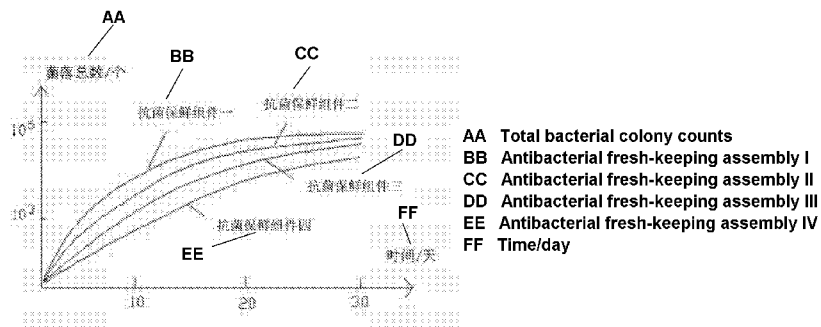 AA
菌落总数/个
BB
CC
抗菌保鲜组件一
抗菌保鲜组件二
10⁵
DD
抗菌保鲜组件三
10³
FF
抗菌保鲜组件四
EE
时间/天
10
20
30
AA Total bacterial colony counts
BB Antibacterial fresh-keeping assembly I
CC Antibacterial fresh-keeping assembly II
DD Antibacterial fresh-keeping assembly III
EE Antibacterial fresh-keeping assembly IV
FF Time/day